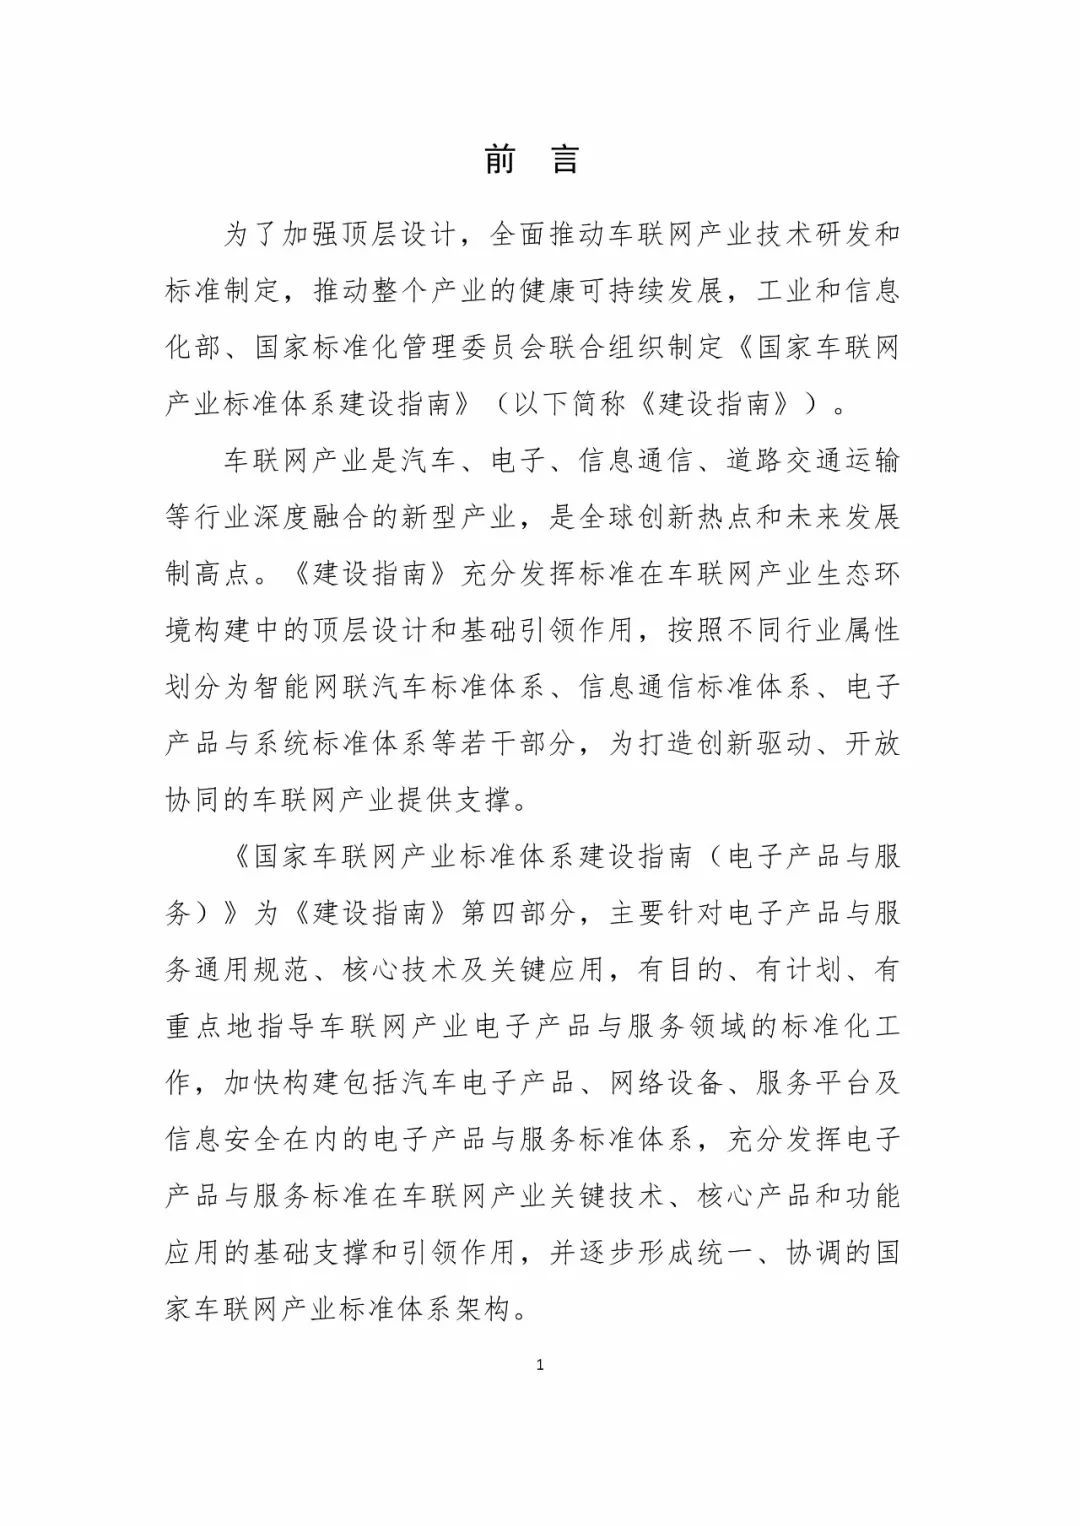 前 言
为了加强顶层设计，全面推动车联网产业技术研发和
标准制定，推动整个产业的健康可持续发展，工业和信息
化部、国家标准化管理委员会联合组织制定《国家车联网
产业标准体系建设指南》（以下简称《建设指南》）。
车联网产业是汽车、电子、信息通信、道路交通运输
等行业深度融合的新型产业，是全球创新热点和未来发展
制高点。《建设指南》充分发挥标准在车联网产业生态环
境构建中的顶层设计和基础引领作用，按照不同行业属性
划分为智能网联汽车标准体系、信息通信标准体系、电子
产品与系统标准体系等若干部分，为打造创新驱动、开放
协同的车联网产业提供支撑。
《国家车联网产业标准体系建设指南（电子产品与服
务）》为《建设指南》第四部分，主要针对电子产品与服
务通用规范、核心技术及关键应用，有目的、有计划、有
重点地指导车联网产业电子产品与服务领域的标准化工
作，加快构建包括汽车电子产品、网络设备、服务平台及
信息安全在内的电子产品与服务标准体系，充分发挥电子
产品与服务标准在车联网产业关键技术、核心产品和功能
应用的基础支撑和引领作用，并逐步形成统一、协调的国
家车联网产业标准体系架构。
1